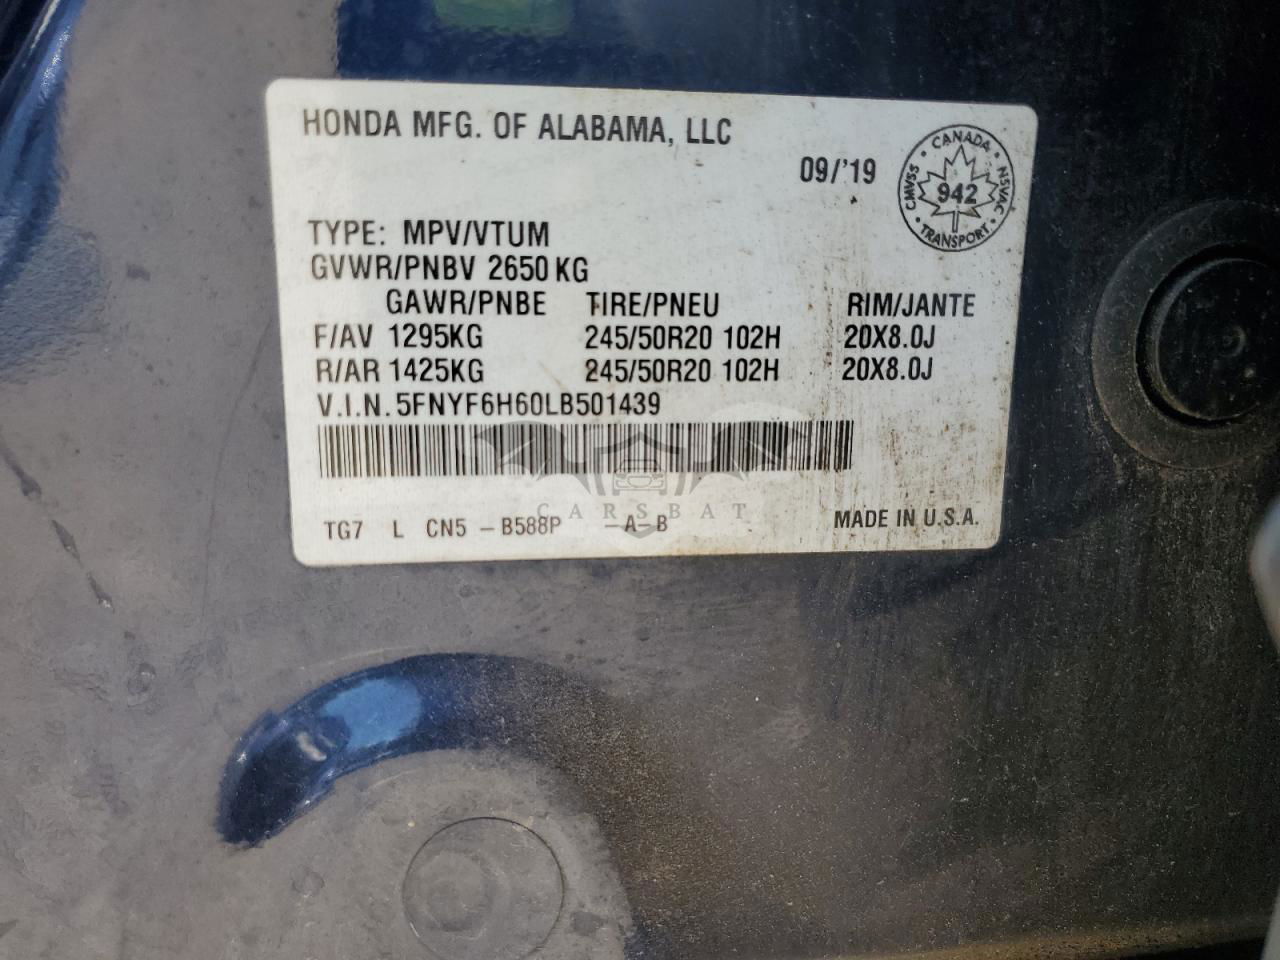 HONDA MFG. OF ALABAMA, LLC
09/'19
CANADA
CMVSS 942 NSVAC
TRANSPORT
TYPE: MPV/VTUM
GVWR/PNBV 2650 KG
GAWR/PNBE TIRE/PNEU RIM/JANTE
F/AV 1295KG 245/50R20 102H 20X8.0J
R/AR 1425KG 245/50R20 102H 20X8.0J
V.I.N. 5FNYF6H60LB501439
CARSBAT
TG7 L CN5 - B588P - A - B MADE IN U.S.A.